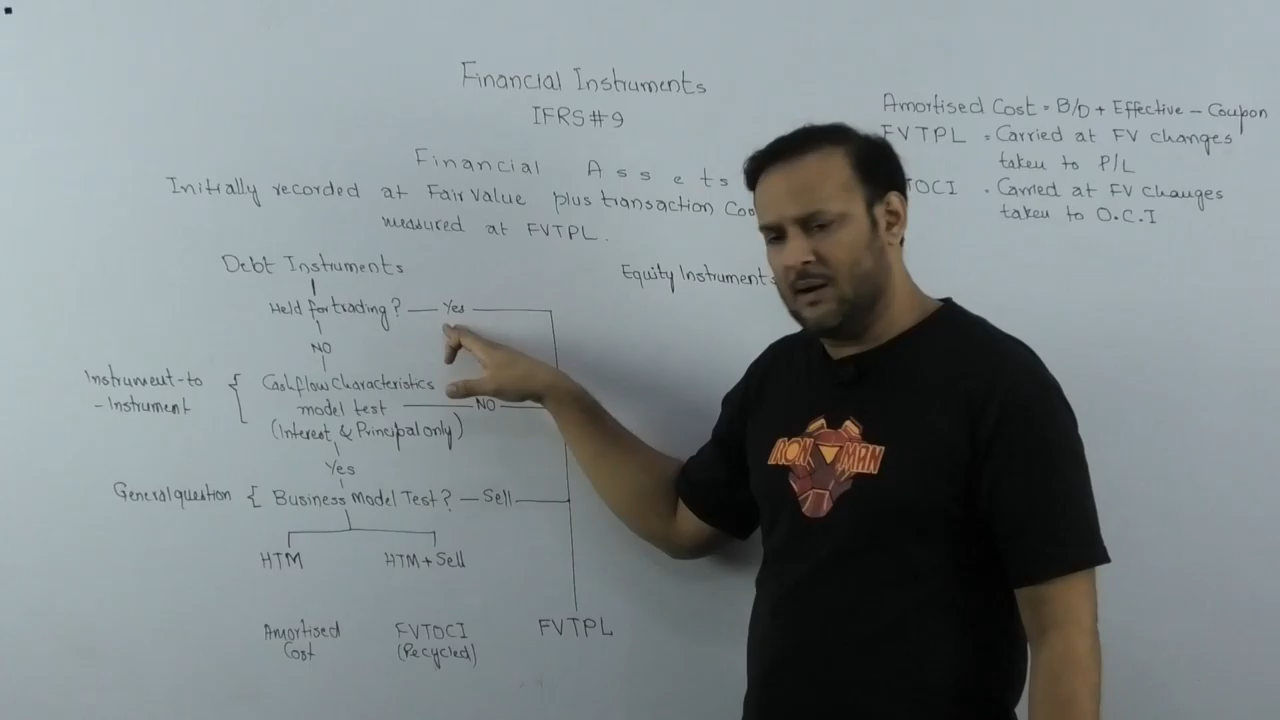 Financial Instruments
IFRS#9
Financial Assets
Initially recorded at Fair Value plus transaction
measured at FVTPL.
Amortised Cost = B/D + Effective - Coupon
FVTPL = Carried at FV changes
taken to P/L
TOCI = Carried at FV changes
taken to O.C.I
Debt Instruments
Equity Instruments
Held for trading? Yes
NO
Instrument-to
- Instrument
Cashflow Characteristics
model test NO
(Interest & Principal only)
Yes
General question { Business Model Test? Sell
HTM HTM + Sell
Amortised
Cost
FVTOCI
(Recycled)
FVTPL
IRON MAN